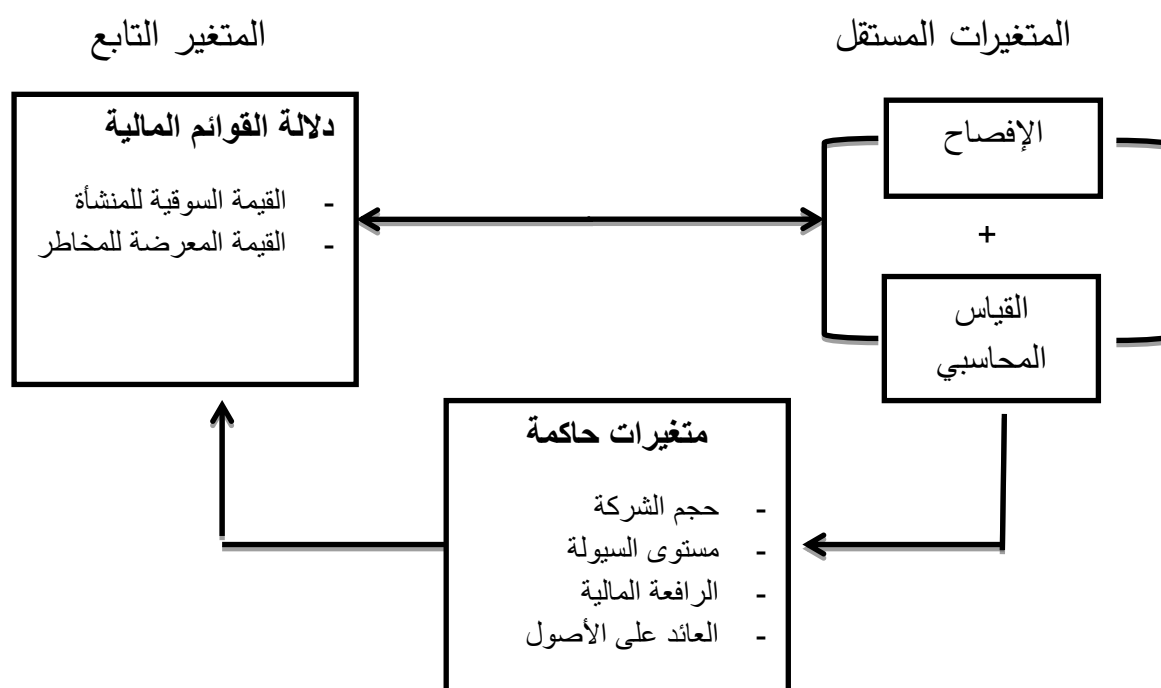 المتغيرات المستقل
المتغير التابع
الإفصاح
+
القياس
المحاسبي
دلالة القوائم المالية
- القيمة السوقية للمنشأة
- القيمة المعرضة للمخاطر
متغيرات حاكمة
- حجم الشركة
- مستوى السيولة
- الرافعة المالية
- العائد على الأصول